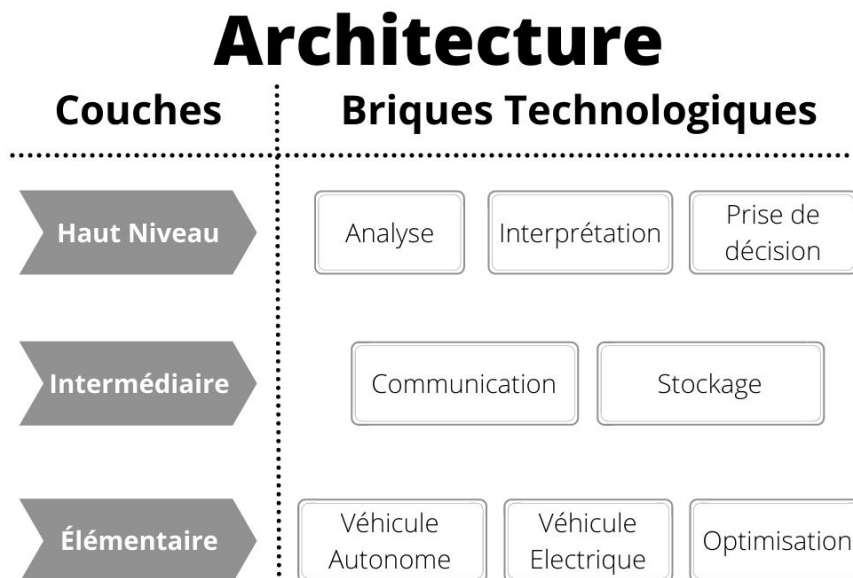 Architecture
Couches
Briques Technologiques
Haut Niveau
Analyse
Interprétation
Prise de
décision
Intermédiaire
Communication
Stockage
Élémentaire
Véhicule
Autonome
Véhicule
Electrique
Optimisation